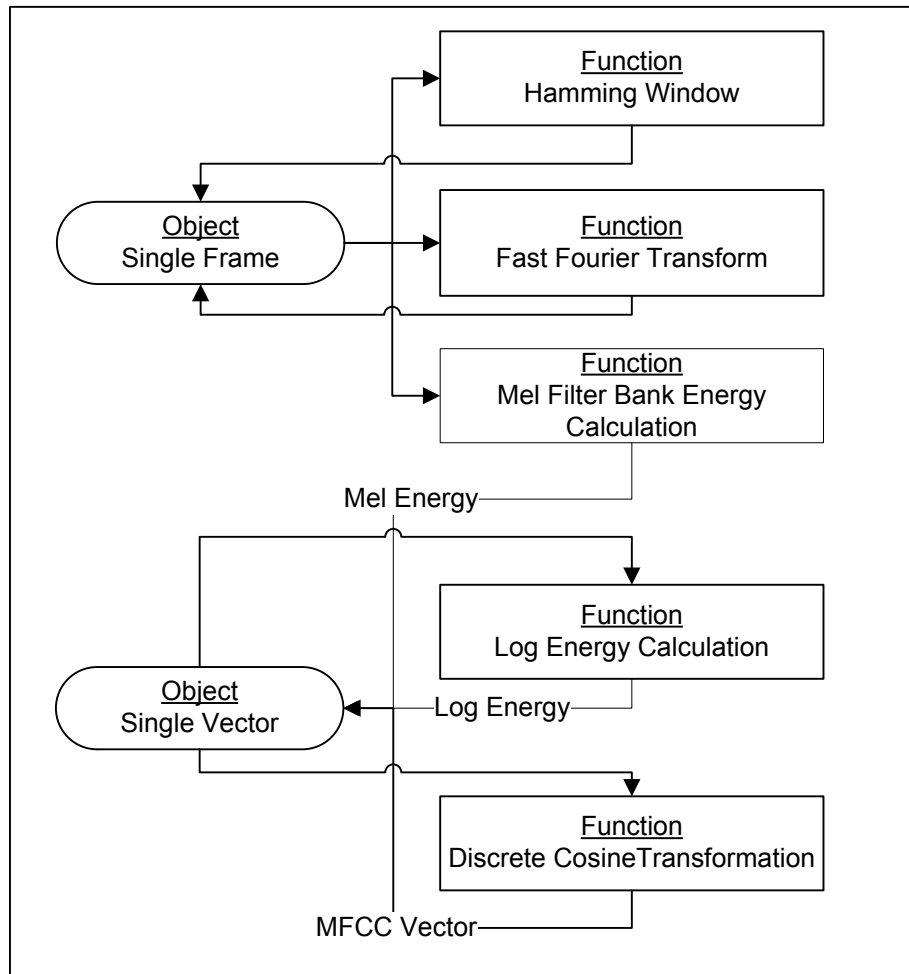 Function
Hamming Window
Object
Single Frame
Function
Fast Fourier Transform
Function
Mel Filter Bank Energy
Calculation
Mel Energy
Function
Log Energy Calculation
Object
Single Vector
Log Energy
Function
Discrete CosineTransformation
MFCC Vector